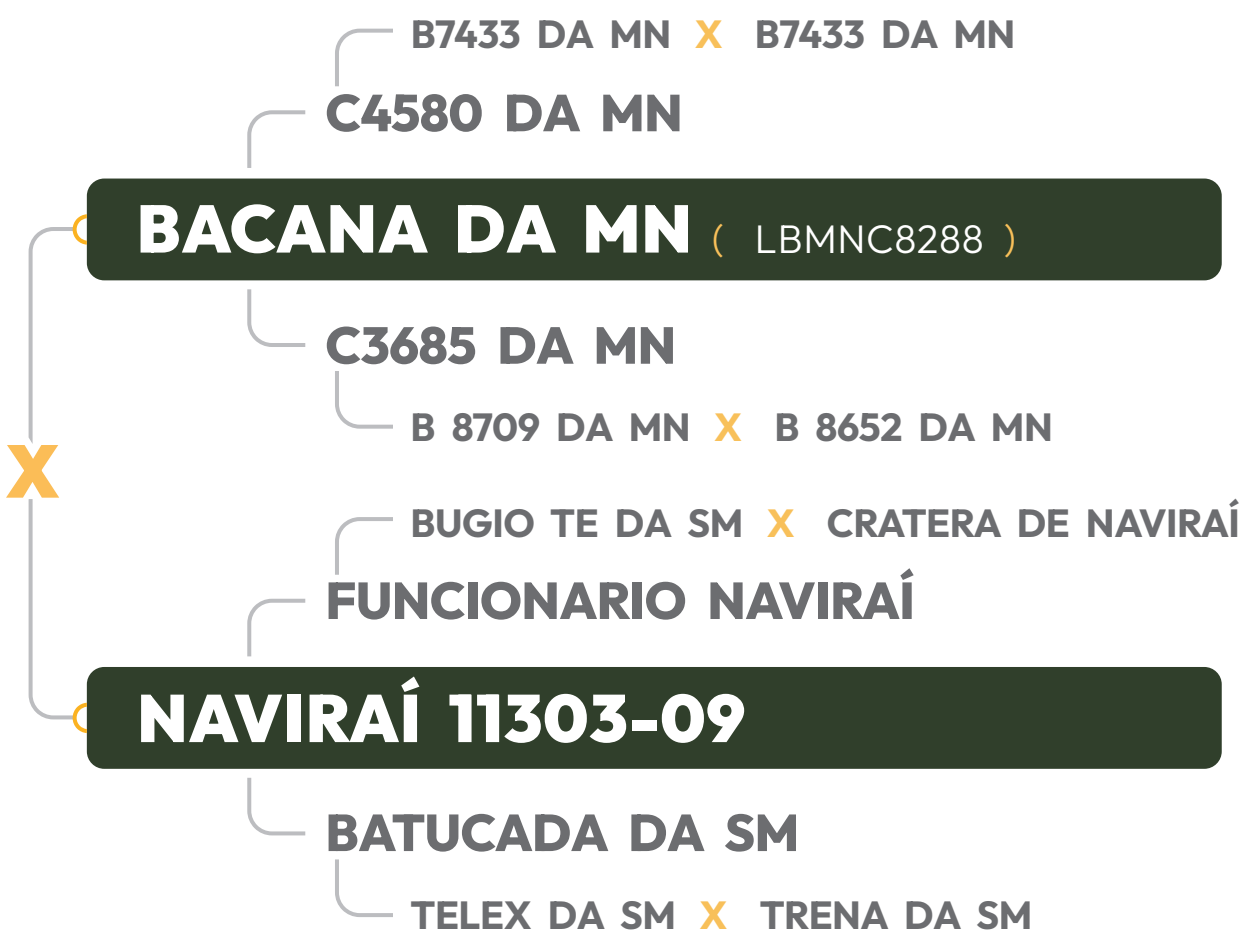 B7433 DA MN X B7433 DA MN
C4580 DA MN
BACANA DA MN ( LBMNC8288 )
C3685 DA MN
B 8709 DA MN X B 8652 DA MN
X
BUGIO TE DA SM X CRATERA DE NAVIRAÍ
FUNCIONARIO NAVIRAÍ
NAVIRAÍ 11303-09
BATUCADA DA SM
TELEX DA SM X TRENA DA SM